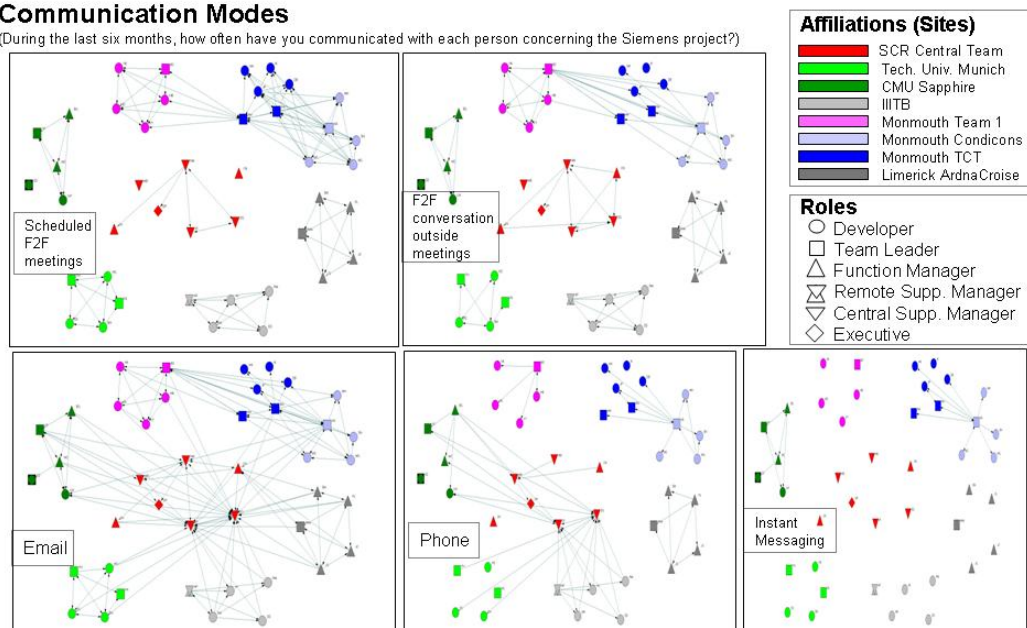 Communication Modes
(During the last six months, how often have you communicated with each person concerning the Siemens project?)
Scheduled
F2F
meetings
F2F
conversation
outside
meetings
Affiliations (Sites)
SCR Central Team
Tech. Univ. Munich
CMU Sapphire
IIITB
Monmouth Team 1
Monmouth Condicons
Monmouth TCT
Limerick ArdnaCroise
Roles
Developer
Team Leader
Function Manager
Remote Supp. Manager
Central Supp. Manager
Executive
Email
Phone
Instant
Messaging